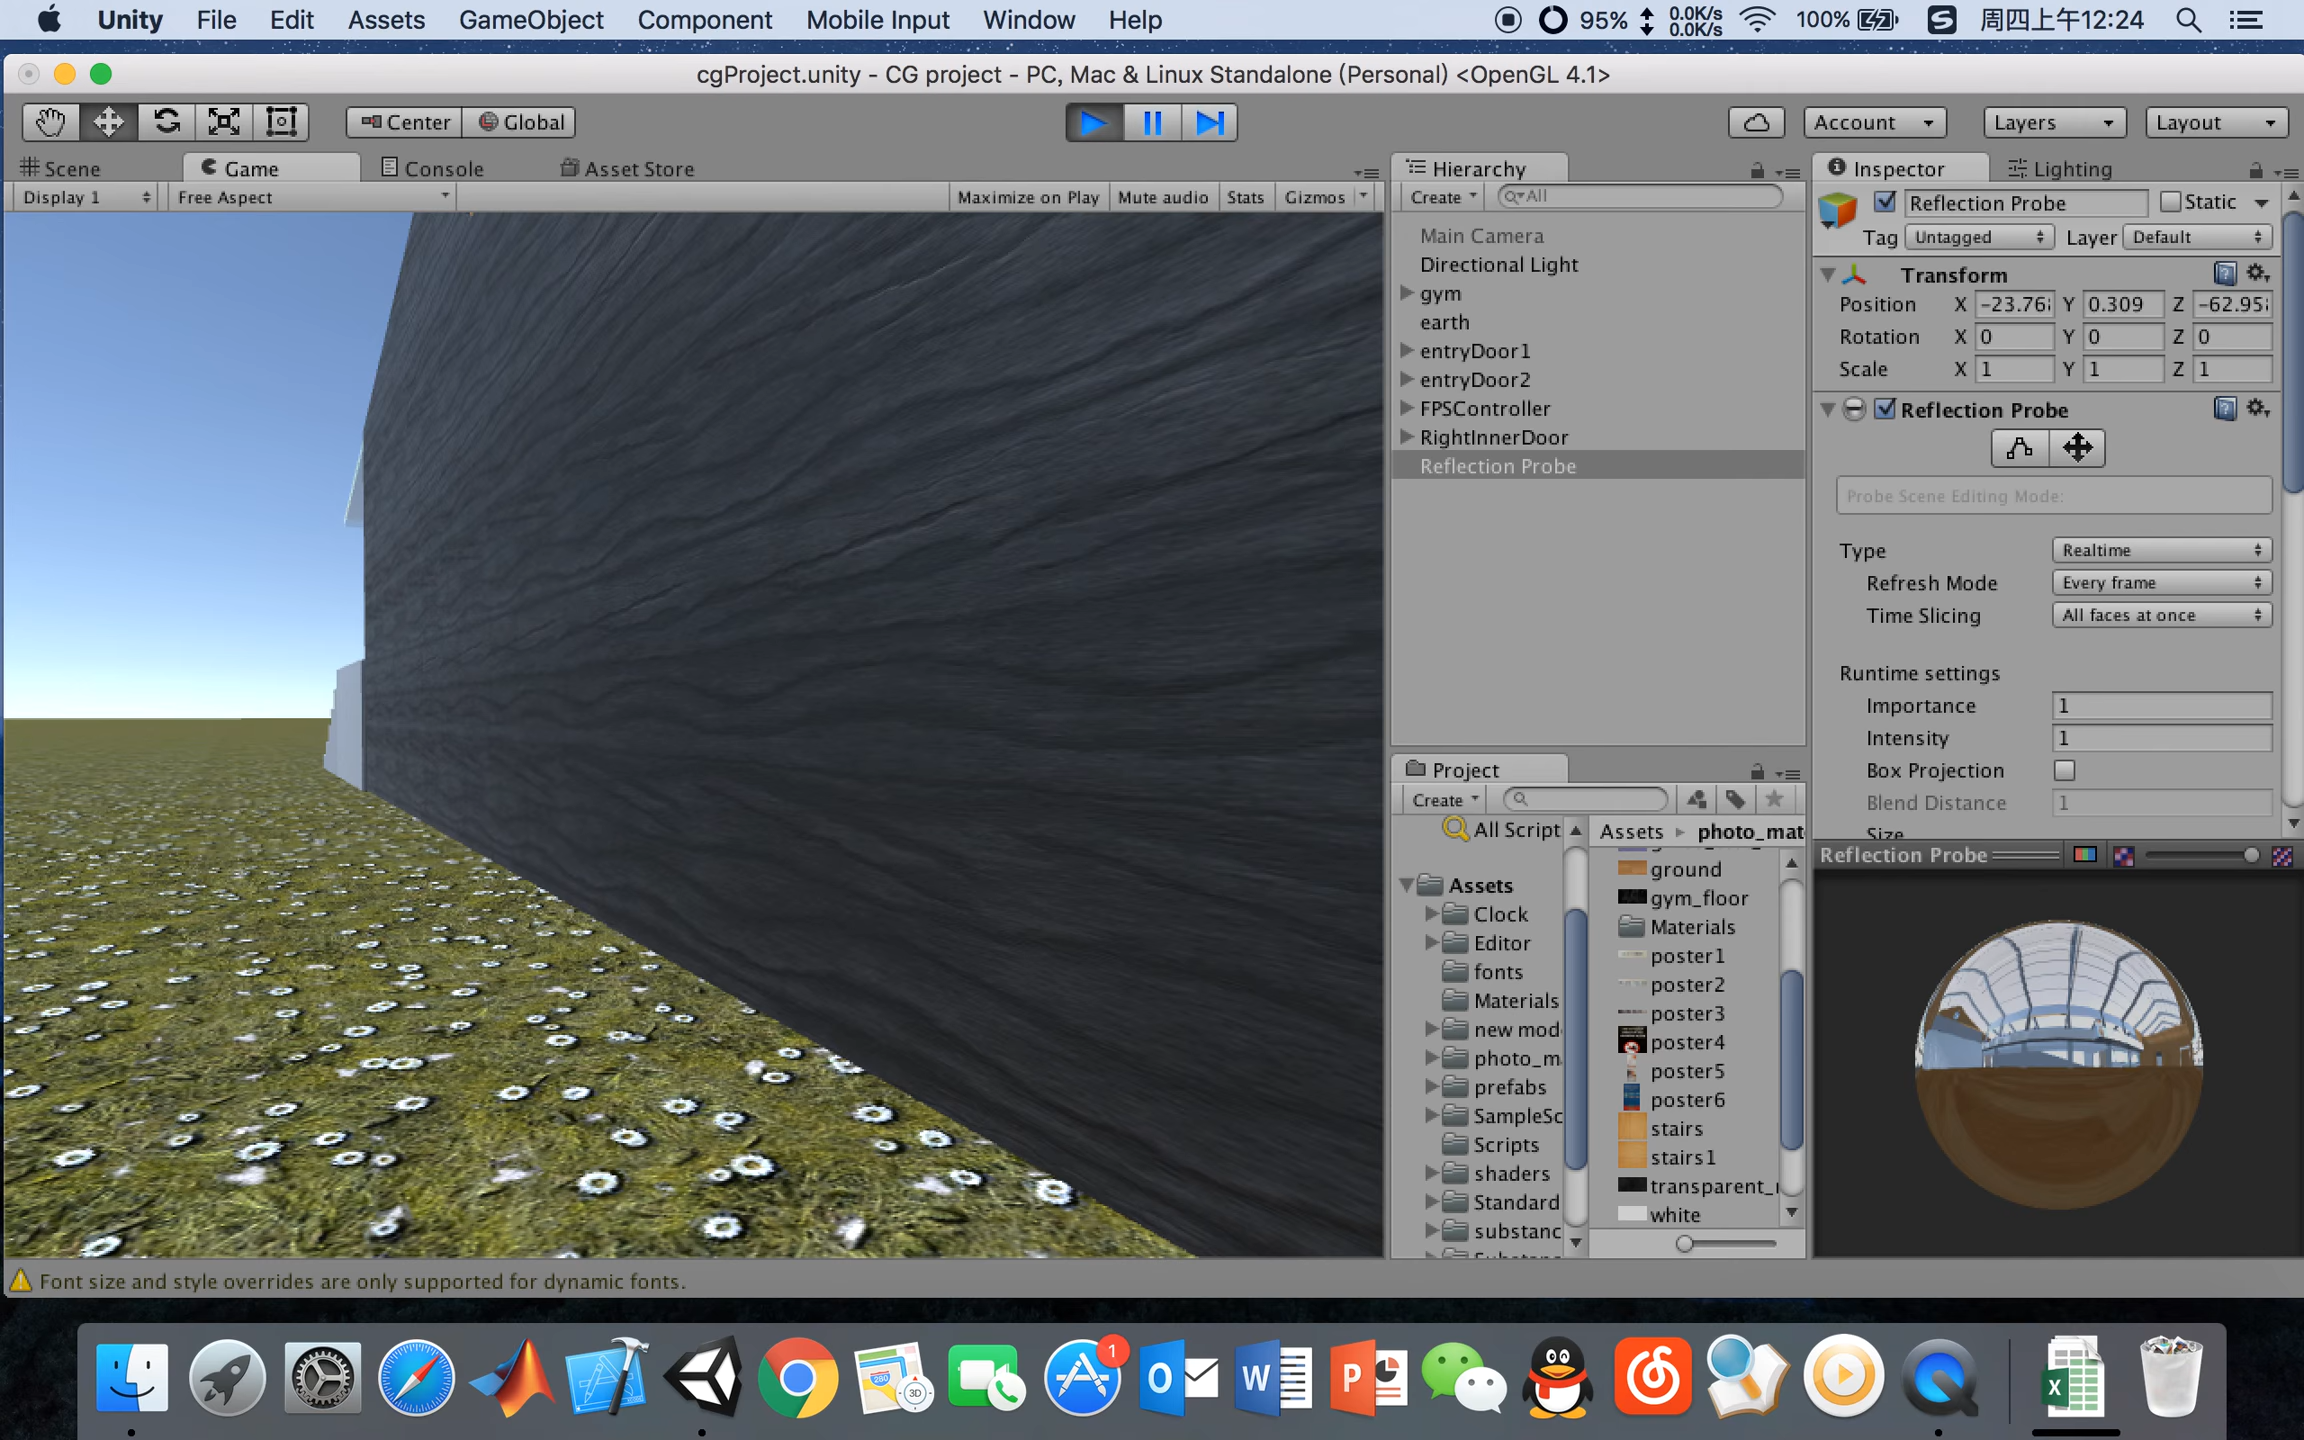 Unity File Edit Assets GameObject Component Mobile Input Window Help 95% 0.0K/s 0.0K/s 100% 周四上午12:24
cgProject.unity - CG project - PC, Mac & Linux Standalone (Personal) <OpenGL 4.1>
Center Global Account Layers Layout
Scene Game Console Asset Store
Display 1 Free Aspect Maximize on Play Mute audio Stats Gizmos
Hierarchy
Create All
Main Camera
Directional Light
gym
earth
entryDoor1
entryDoor2
FPSController
RightInnerDoor
Reflection Probe
Inspector Lighting
Reflection Probe Static
Tag Untagged Layer Default
Transform
Position X -23.76 Y 0.309 Z -62.95
Rotation X 0 Y 0 Z 0
Scale X 1 Y 1 Z 1
Reflection Probe
Probe Scene Editing Mode:
Type Realtime
Refresh Mode Every frame
Time Slicing All faces at once
Runtime settings
Importance 1
Intensity 1
Box Projection
Blend Distance 1
Size
Reflection Probe
Project
Create
All Script
Assets
Clock
Editor
fonts
Materials
new mod
photo_m
prefabs
SampleSc
Scripts
shaders
Standard
substanc
Assets photo_mat
ground
gym_floor
Materials
poster1
poster2
poster3
poster4
poster5
poster6
stairs
stairs1
transparent_
white
Font size and style overrides are only supported for dynamic fonts.
280
3D
1
O
W
P
X